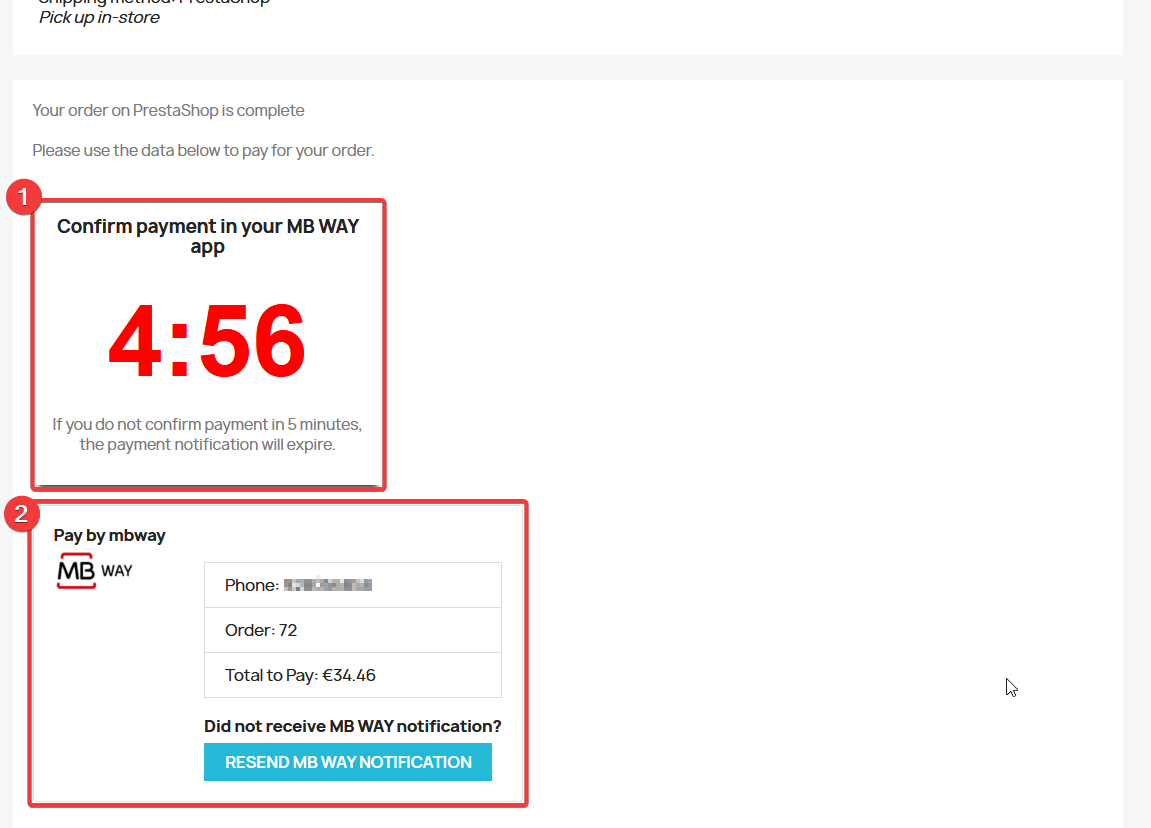 Shipping method: PrestaShop
Pick up in-store
Your order on PrestaShop is complete
Please use the data below to pay for your order.
1
Confirm payment in your MB WAY
app
4:56
If you do not confirm payment in 5 minutes,
the payment notification will expire.
2
Pay by mbway
MB WAY
Phone:
Order: 72
Total to Pay: €34.46
Did not receive MB WAY notification?
RESEND MB WAY NOTIFICATION